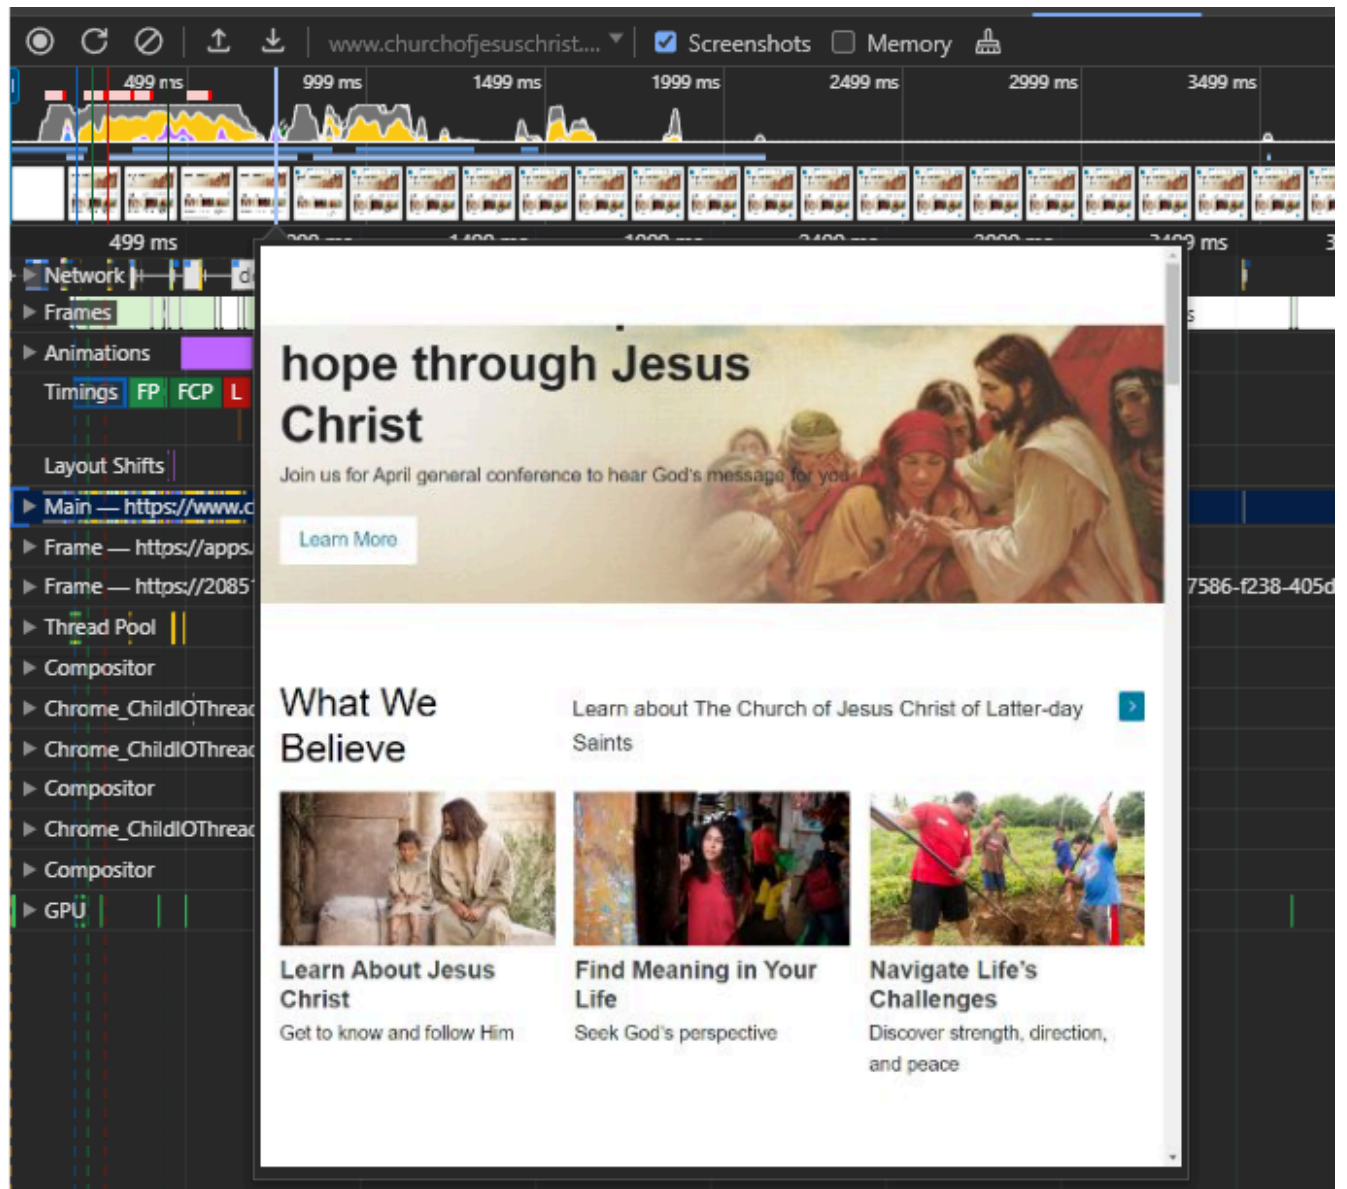 www.churchofjesuschrist....
Screenshots
Memory
499 ms
999 ms
1499 ms
1999 ms
2499 ms
2999 ms
3499 ms
499 ms
9 ms
Network
Frames
s
Animations
Timings FP FCP L
Layout Shifts
Main — https://www.c
Frame — https://apps.
Frame — https://2085
7586-f238-405d
Thread Pool
Compositor
Chrome_ChildIOThread
Chrome_ChildIOThread
Compositor
Chrome_ChildIOThread
Compositor
GPU
hope through Jesus
Christ
Join us for April general conference to hear God's message for you
Learn More
What We
Believe
Learn about The Church of Jesus Christ of Latter-day
Saints
Learn About Jesus
Christ
Get to know and follow Him
Find Meaning in Your
Life
Seek God's perspective
Navigate Life's
Challenges
Discover strength, direction,
and peace